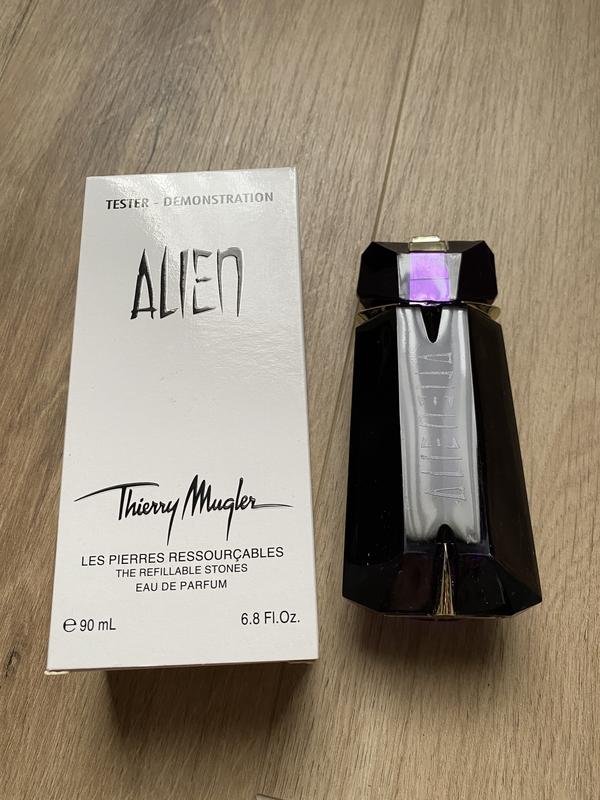 TESTER - DEMONSTRATION
ALIEN
Thierry Mugler
LES PIERRES RESSOURÇABLES
THE REFILLABLE STONES
EAU DE PARFUM
℮ 90 mL 6.8 Fl.Oz.